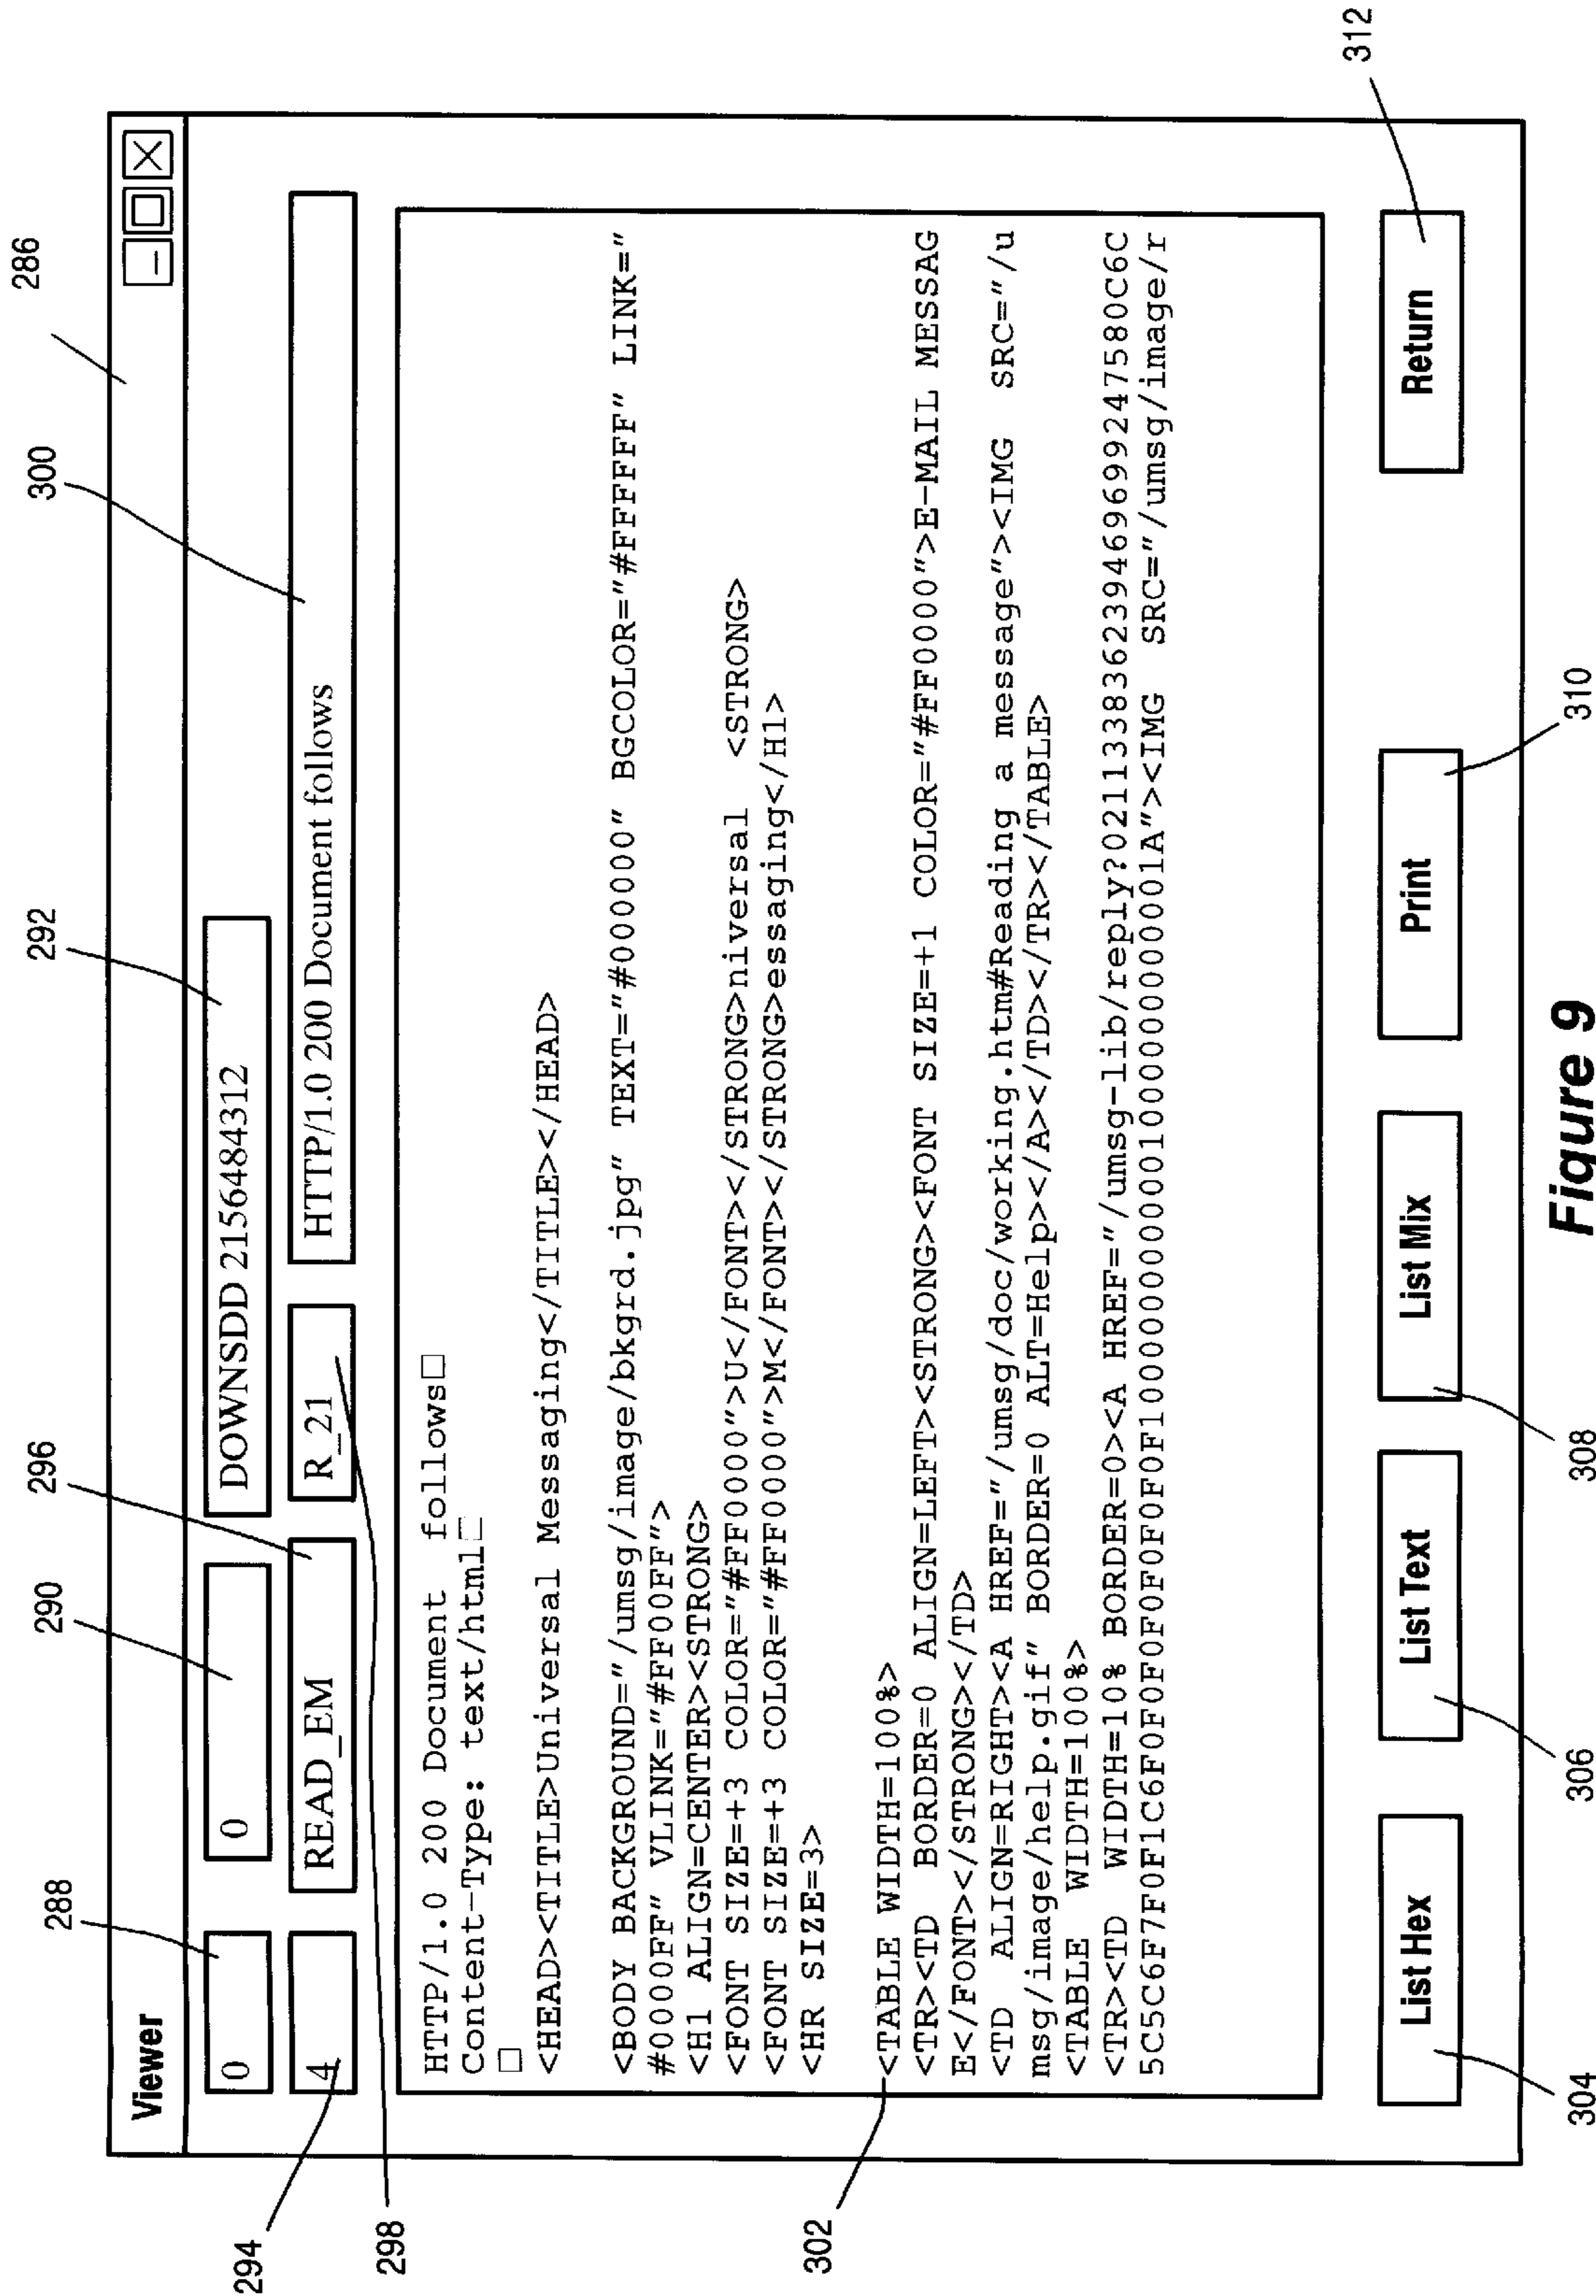 286
Viewer
288
290
292
300
0
0
DOWNSDD 2156484312
294
296
298
4
READ_EM
R_21
HTTP/1.0 200 Document follows
HTTP/1.0 200 Document follows□
Content-Type: text/html□
□
<HEAD><TITLE>Universal Messaging</TITLE></HEAD>
<BODY BACKGROUND="/umsg/image/bkgrd.jpg" TEXT="#000000" BGCOLOR="#FFFFFF" LINK="
#0000FF" VLINK="#FF00FF">
<H1 ALIGN=CENTER><STRONG>
<FONT SIZE=+3 COLOR="#FF0000">U</FONT></STRONG>niversal <STRONG>
<FONT SIZE=+3 COLOR="#FF0000">M</FONT></STRONG>essaging</H1>
<HR SIZE=3>
302
<TABLE WIDTH=100%>
<TR><TD BORDER=0 ALIGN=LEFT><STRONG><FONT SIZE=+1 COLOR="#FF0000">E-MAIL MESSAG
E</FONT></STRONG></TD>
<TD ALIGN=RIGHT><A HREF="/umsg/doc/working.htm#Reading a message"><IMG SRC="/u
msg/image/help.gif" BORDER=0 ALT=Help></A></TD></TR></TABLE>
<TABLE WIDTH=100%>
<TR><TD WIDTH=10% BORDER=0><A HREF="/umsg-lib/reply?02113383623946969924758​0C6C
5C5C6F7F0F1C6F0F0F0F0F0F0F0F0F100000000000010000000000001A"><IMG SRC="/umsg/image/r
List Hex
List Text
List Mix
Print
Return
304
306
308
310
312
Figure 9